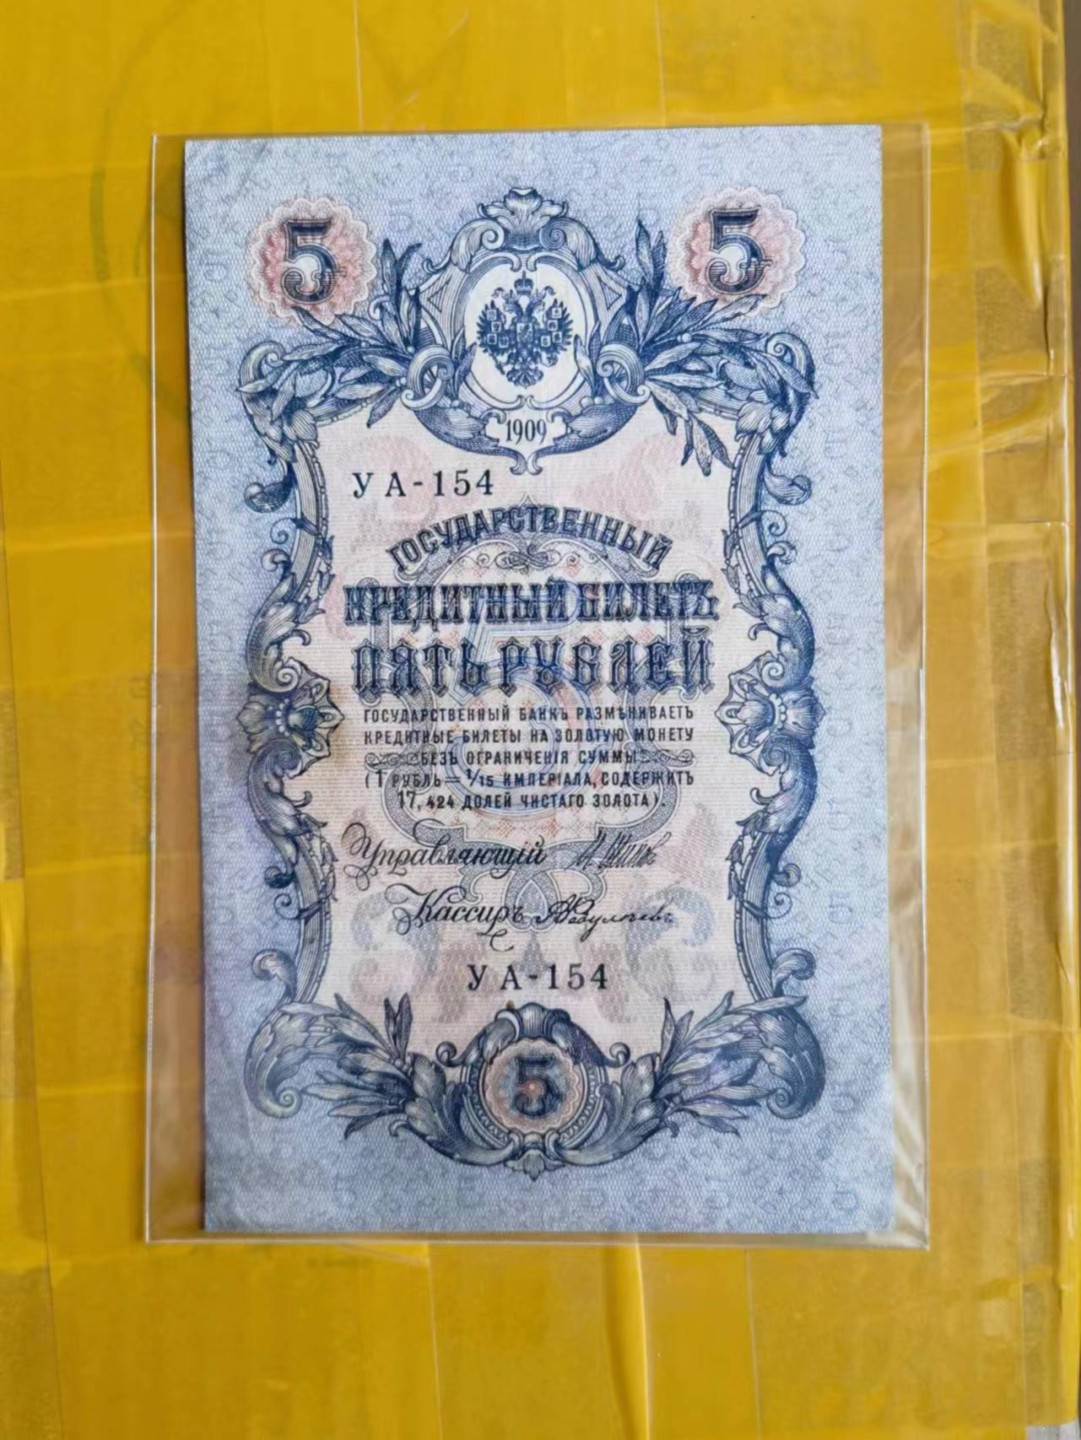 5 5
1909
УА-154
ГОСУДАРСТВЕННЫЙ
КРЕДИТНЫЙ БИЛЕТЪ
ПЯТЬ РУБЛЕЙ
ГОСУДАРСТВЕННЫЙ БАНКЪ РАЗМѢНИВАЕТЪ
КРЕДИТНЫЕ БИЛЕТЫ НА ЗОЛОТУЮ МОНЕТУ
БЕЗЪ ОГРАНИЧЕНІЯ СУММЫ
(1 РУБЛЬ = 1/15 ИМПЕРІАЛА, СОДЕРЖИТЪ
17,424 ДОЛЕЙ ЧИСТАГО ЗОЛОТА).
Управляющій
Кассиръ
УА-154
5